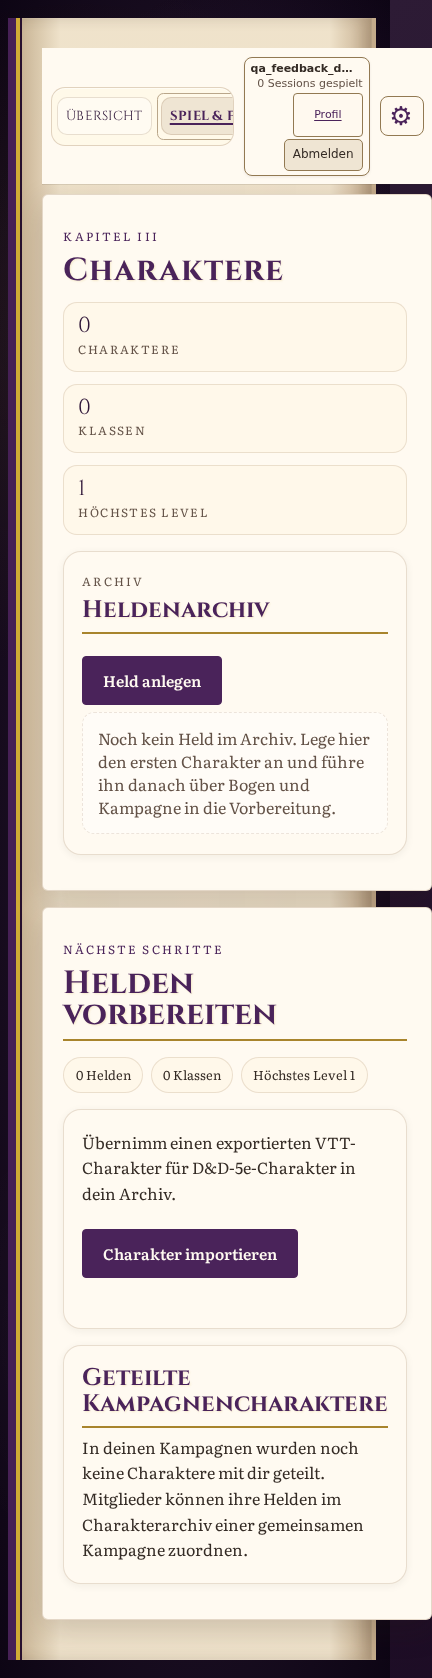 ÜBERSICHT
SPIEL & F
qa_feedback_d…
0 Sessions gespielt
Profil
Abmelden
KAPITEL III
Charaktere
0
CHARAKTERE
0
KLASSEN
1
HÖCHSTES LEVEL
ARCHIV
Heldenarchiv
Held anlegen
Noch kein Held im Archiv. Lege hier
den ersten Charakter an und führe
ihn danach über Bogen und
Kampagne in die Vorbereitung.
NÄCHSTE SCHRITTE
Helden
vorbereiten
0 Helden
0 Klassen
Höchstes Level 1
Übernimm einen exportierten VTT-
Charakter für D&D-5e-Charakter in
dein Archiv.
Charakter importieren
Geteilte
Kampagnencharaktere
In deinen Kampagnen wurden noch
keine Charaktere mit dir geteilt.
Mitglieder können ihre Helden im
Charakterarchiv einer gemeinsamen
Kampagne zuordnen.